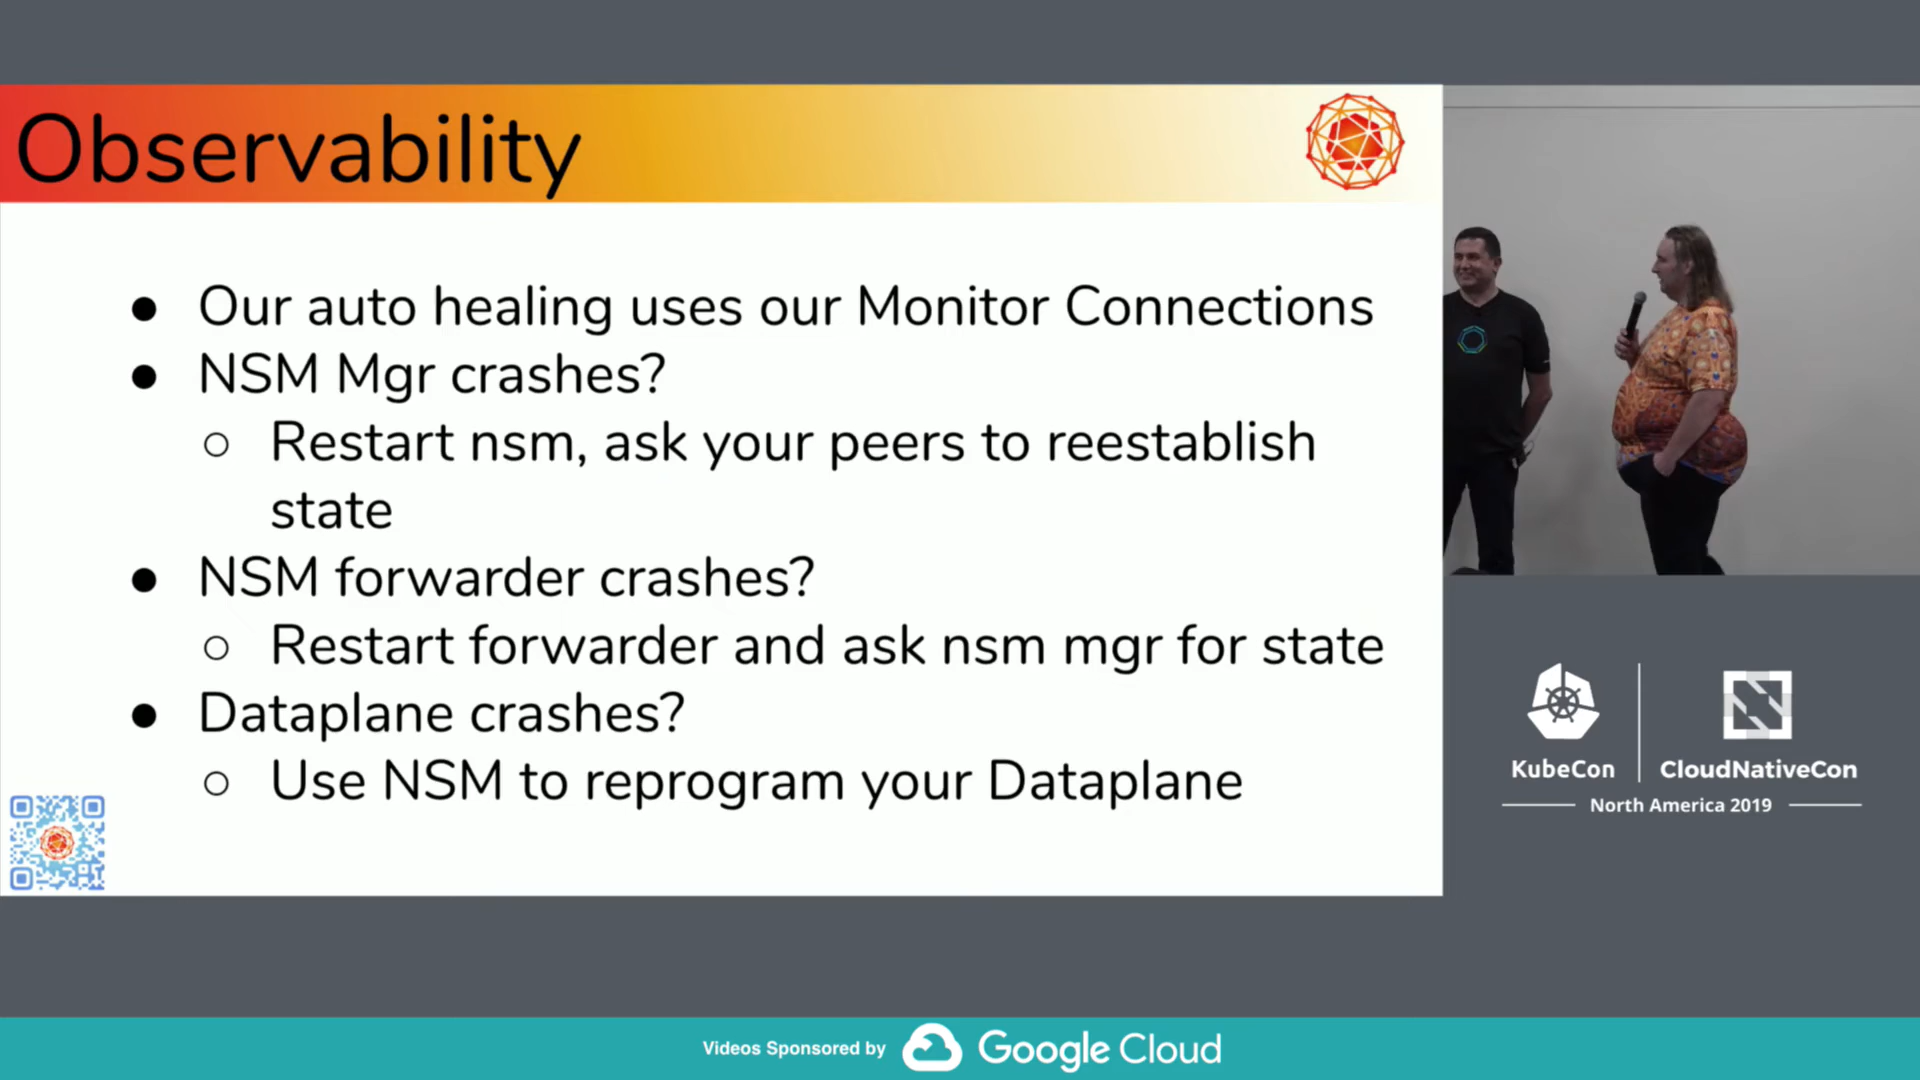 Observability
● Our auto healing uses our Monitor Connections
● NSM Mgr crashes?
○ Restart nsm, ask your peers to reestablish
state
● NSM forwarder crashes?
○ Restart forwarder and ask nsm mgr for state
● Dataplane crashes?
○ Use NSM to reprogram your Dataplane
KubeCon
CloudNativeCon
North America 2019
Videos Sponsored by Google Cloud